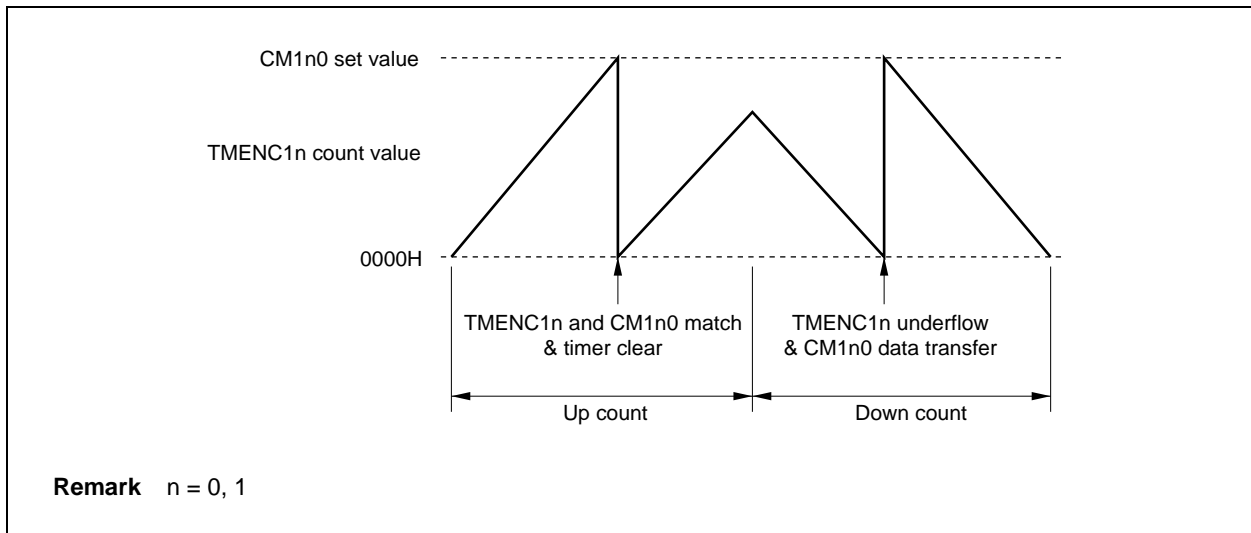 CM1n0 set value
TMENC1n count value
0000H
TMENC1n and CM1n0 match
& timer clear
TMENC1n underflow
& CM1n0 data transfer
Up count
Down count
Remark n = 0, 1